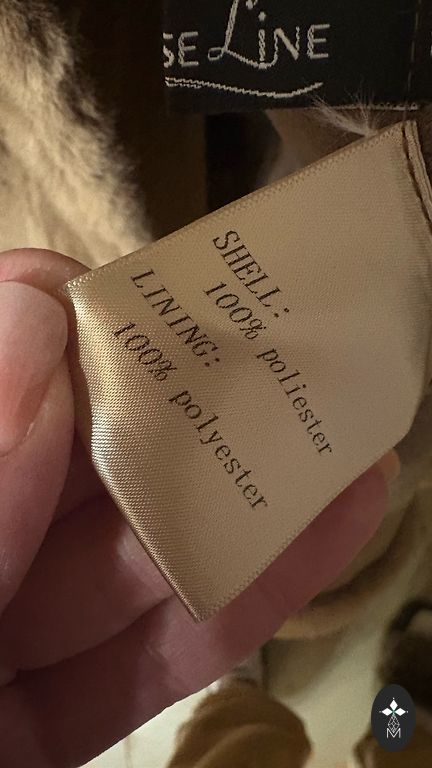 SE LINE
SHELL:
100% poliester
LINING:
100% polyester
M